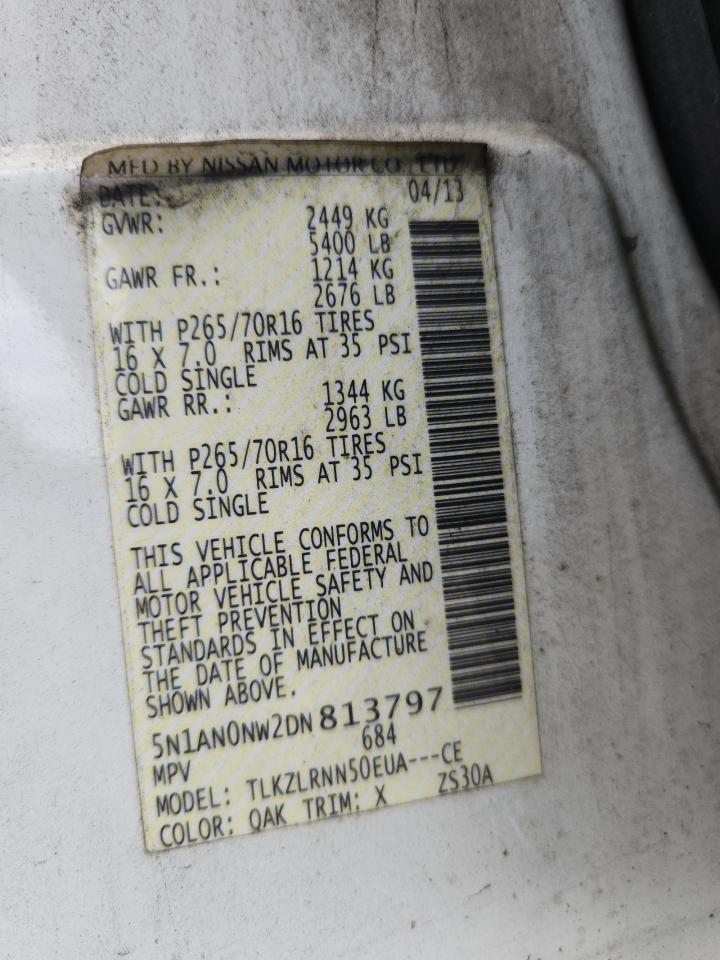 MFD BY NISSAN MOTOR CO., LTD.
DATE: 04/13
GVWR: 2449 KG
5400 LB
GAWR FR.: 1214 KG
2676 LB
WITH P265/70R16 TIRES
16 X 7.0 RIMS AT 35 PSI
COLD SINGLE
GAWR RR.: 1344 KG
2963 LB
WITH P265/70R16 TIRES
16 X 7.0 RIMS AT 35 PSI
COLD SINGLE
THIS VEHICLE CONFORMS TO
ALL APPLICABLE FEDERAL
MOTOR VEHICLE SAFETY AND
THEFT PREVENTION
STANDARDS IN EFFECT ON
THE DATE OF MANUFACTURE
SHOWN ABOVE.
5N1AN0NW2DN813797
MPV 684
MODEL: TLKZLRNN50EUA---CE
COLOR: QAK TRIM: X ZS30A